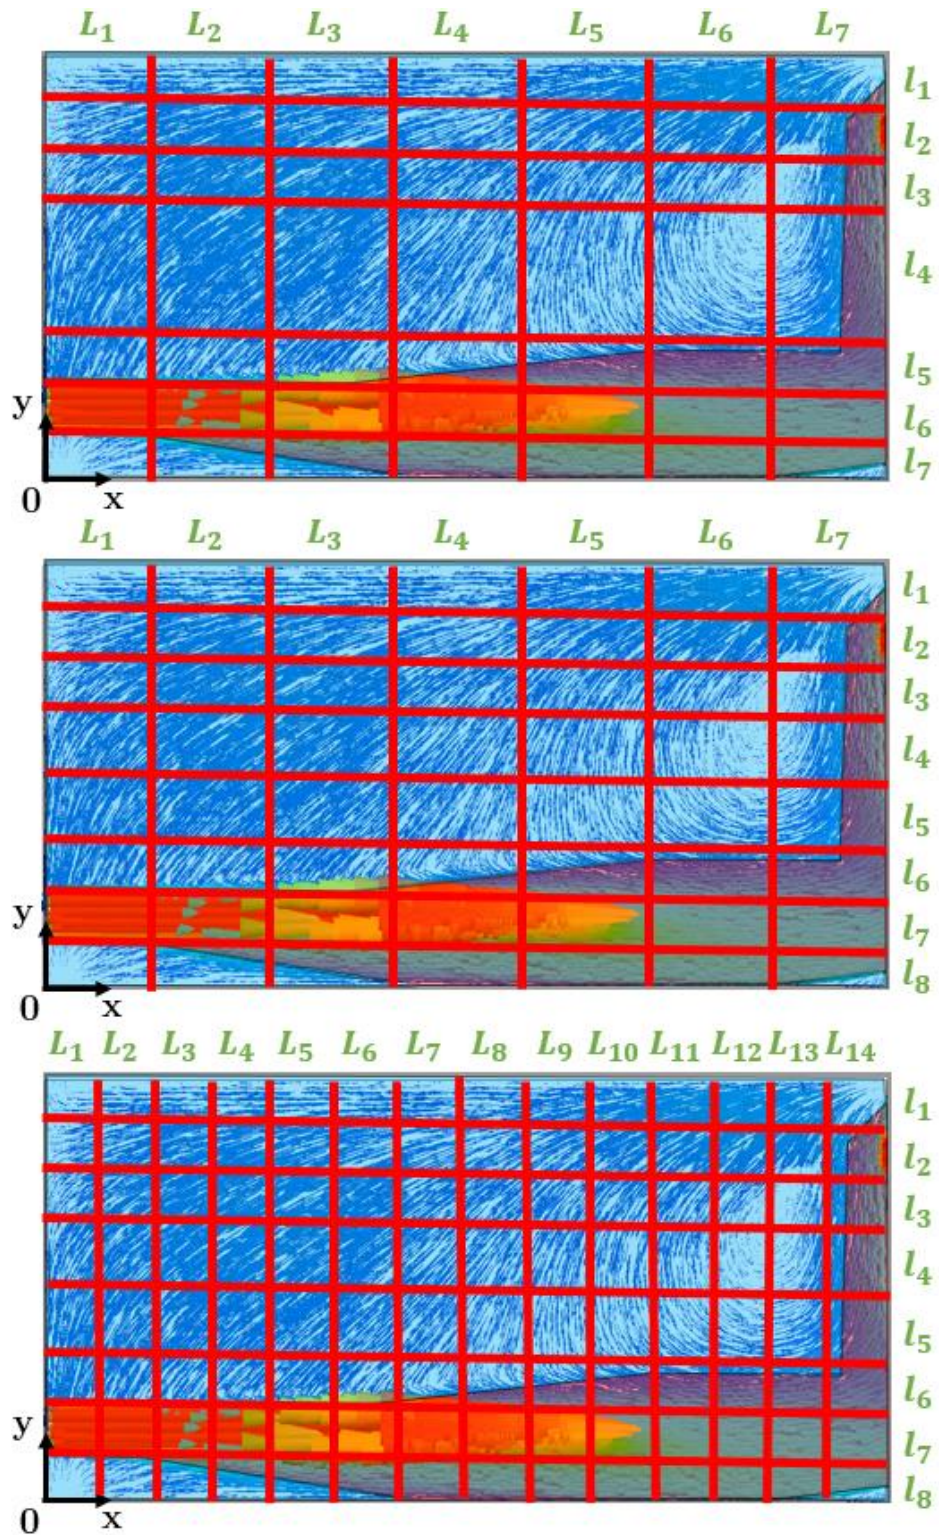 L₁ L₂ L₃ L₄ L₅ L₆ L₇
l₁
l₂
l₃
l₄
l₅
y l₆
l₇
0 x
L₁ L₂ L₃ L₄ L₅ L₆ L₇
l₁
l₂
l₃
l₄
l₅
l₆
y l₇
l₈
0 x
L₁ L₂ L₃ L₄ L₅ L₆ L₇ L₈ L₉ L₁₀ L₁₁ L₁₂ L₁₃ L₁₄
l₁
l₂
l₃
l₄
l₅
l₆
y l₇
l₈
0 x